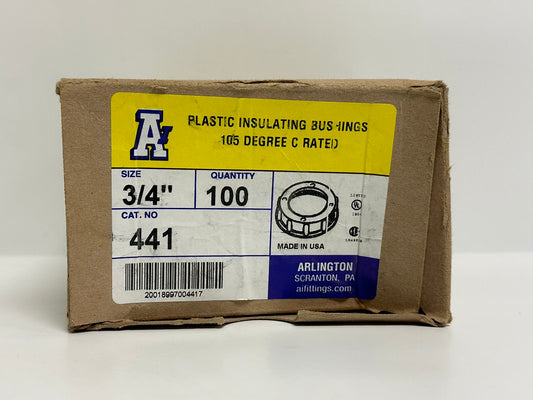 A
PLASTIC INSULATING BUSHINGS
105 DEGREE C RATED
SIZE
3/4"
QUANTITY
100
CAT. NO
441
MADE IN USA
UL
ARLINGTON
SCRANTON, PA
aifittings.com
20018997004417